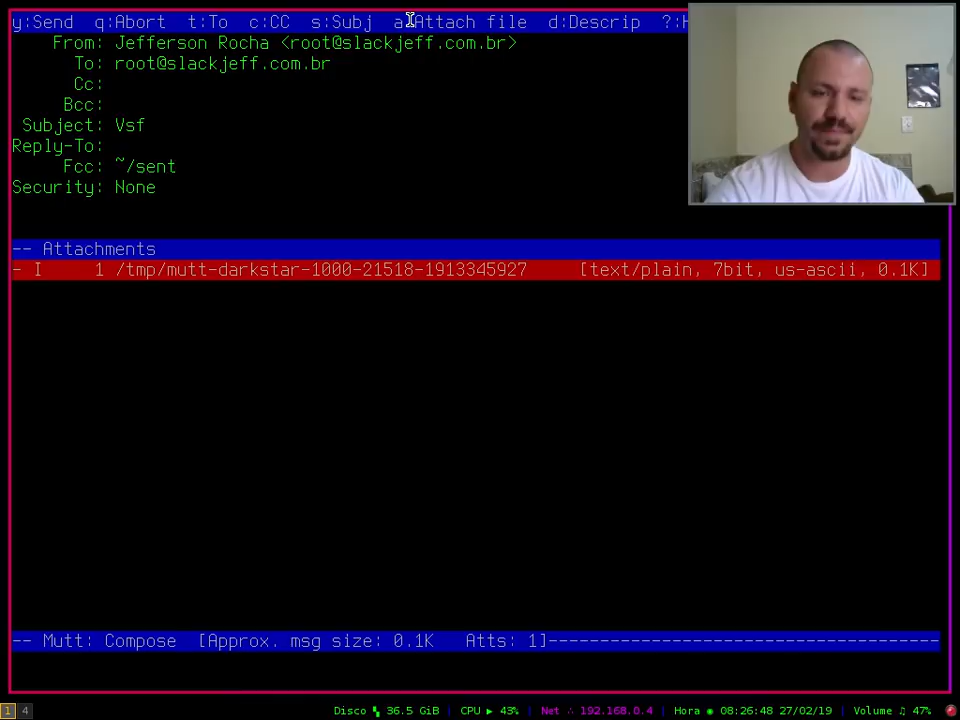 y:Send q:Abort t:To c:CC s:Subj a:Attach file d:Descrip ?:H
From: Jefferson Rocha <root@slackjeff.com.br>
To: root@slackjeff.com.br
Cc:
Bcc:
Subject: Vsf
Reply-To:
Fcc: ~/sent
Security: None
-- Attachments
- I 1 /tmp/mutt-darkstar-1000-21518-1913345927 [text/plain, 7bit, us-ascii, 0.1K]
-- Mutt: Compose [Approx. msg size: 0.1K Atts: 1]--------------------------------------
1 4 Disco 36.5 GiB | CPU ▶ 43% | Net ∴ 192.168.0.4 | Hora ◉ 08:26:48 27/02/19 | Volume ♫ 47%